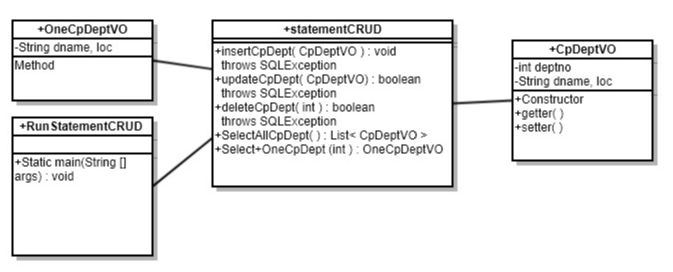 +OneCpDeptVO
-String dname, loc
Method
+RunStatementCRUD
+Static main(String []
args) : void
+statementCRUD
+insertCpDept( CpDeptVO ) : void
throws SQLException
+updateCpDept( CpDeptVO) : boolean
throws SQLException
+deleteCpDept( int ) : boolean
throws SQLException
+SelectAllCpDept( ) : List< CpDeptVO >
+Select+OneCpDept (int ) : OneCpDeptVO
+CpDeptVO
-int deptno
-String dname, loc
+Constructor
+getter( )
+setter( )